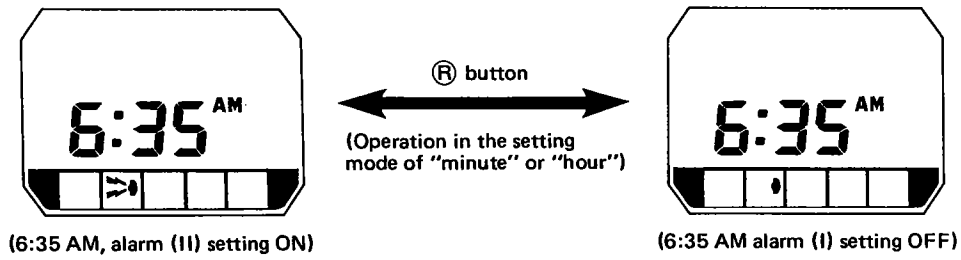 6:35 AM
(6:35 AM, alarm (II) setting ON)
Ⓡ button
(Operation in the setting
mode of "minute" or "hour")
6:35 AM
(6:35 AM alarm (I) setting OFF)